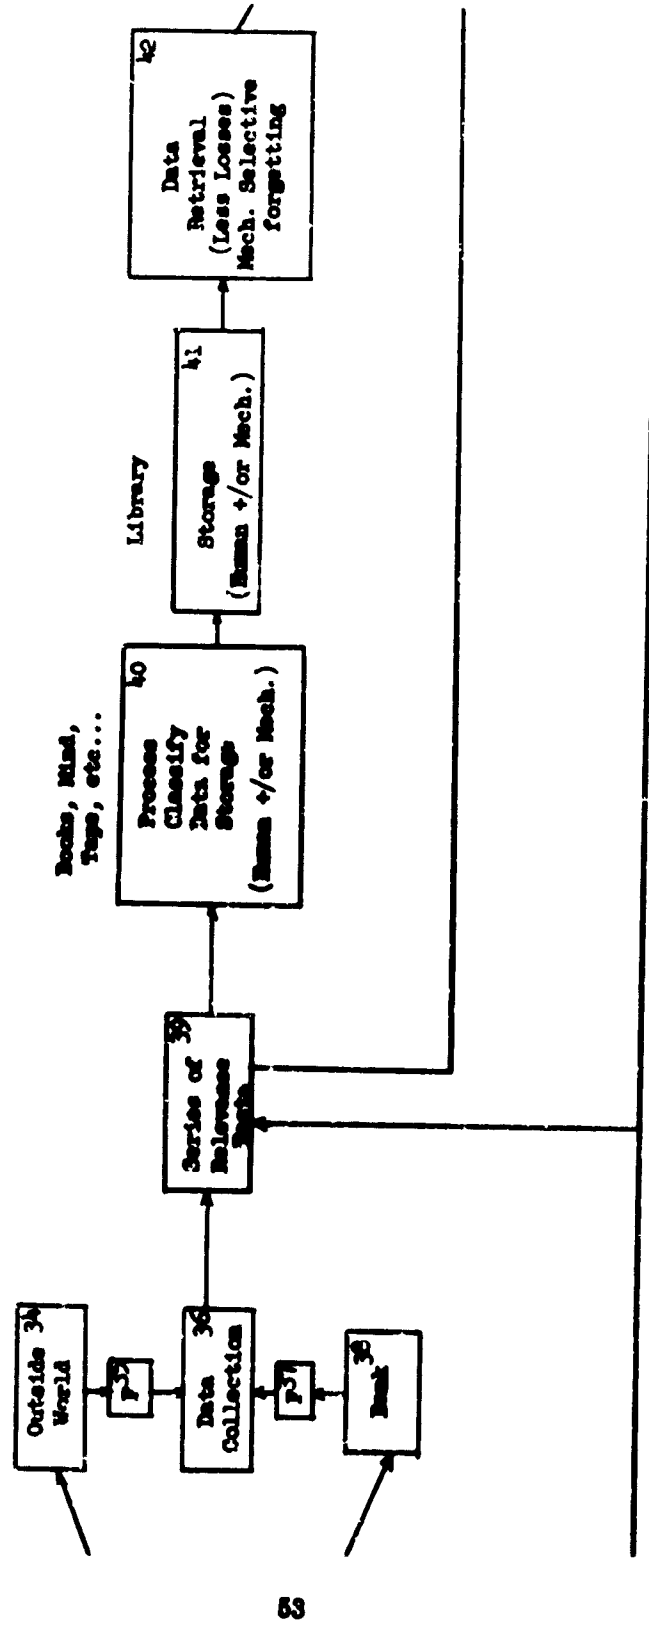 Outside 34
World
F 35
36
Data
Collection
F 37
38
39
Series of
Relevance
Books, Mind,
Tape, etc...
40
Process
Classify
Data for
Storage
(Human +/or Mech.)
Library
41
Storage
(Human +/or Mech.)
42
Data
Retrieval
(Less Losses)
Mech. Selective
forgetting
53